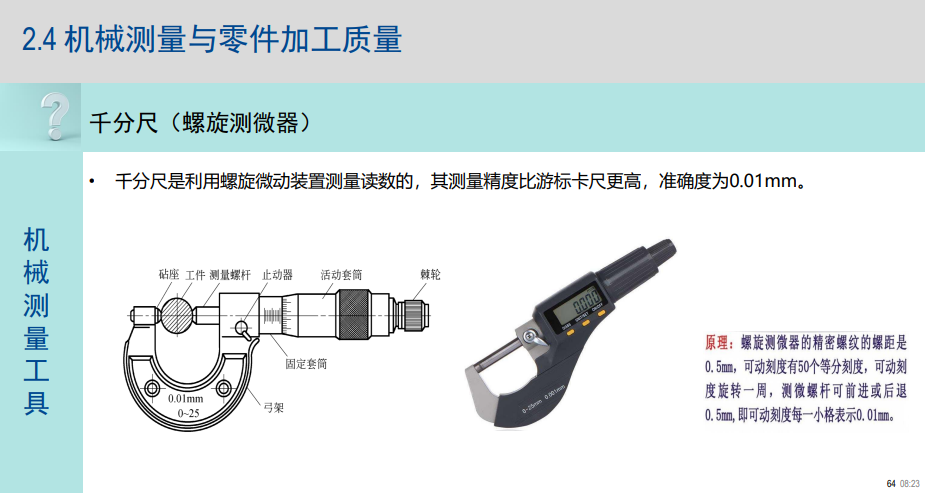 2.4 机械测量与零件加工质量
千分尺（螺旋测微器）
• 千分尺是利用螺旋微动装置测量读数的，其测量精度比游标卡尺更高，准确度为0.01mm。
机
械
测
量
工
具
砧座 工件 测量螺杆 止动器 活动套筒 棘轮
固定套筒
弓架
0.01mm
0~25
0.000
0-25mm 0.001mm
原理：螺旋测微器的精密螺纹的螺距是
0.5mm，可动刻度有50个等分刻度，可动刻
度旋转一周，测微螺杆可前进或后退
0.5mm,即可动刻度每一小格表示0.01mm。
64 08:23